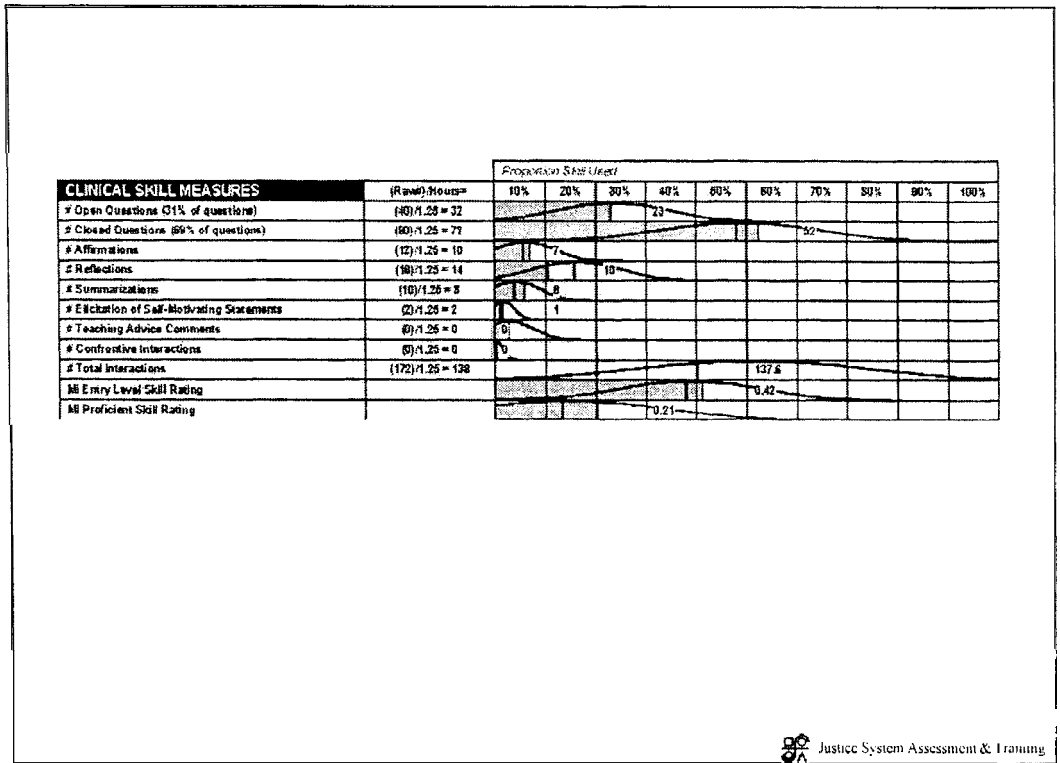 Proportion Skill Used
CLINICAL SKILL MEASURES (Raw#)/Hours= 10% 20% 30% 40% 50% 60% 70% 80% 90% 100%
# Open Questions (31% of questions) (40)/1.25 = 32 23
# Closed Questions (69% of questions) (90)/1.25 = 72 52
# Affirmations (12)/1.25 = 10 7
# Reflections (18)/1.25 = 14 10
# Summarizations (10)/1.25 = 8
# Elicitation of Self-Motivating Statements (2)/1.25 = 2 1
# Teaching Advice Comments (0)/1.25 = 0 0
# Confrontive Interactions (0)/1.25 = 0 0
# Total Interactions (172)/1.25 = 138 137.6
MI Entry Level Skill Rating 0.42
MI Proficient Skill Rating 0.21
Justice System Assessment & Training